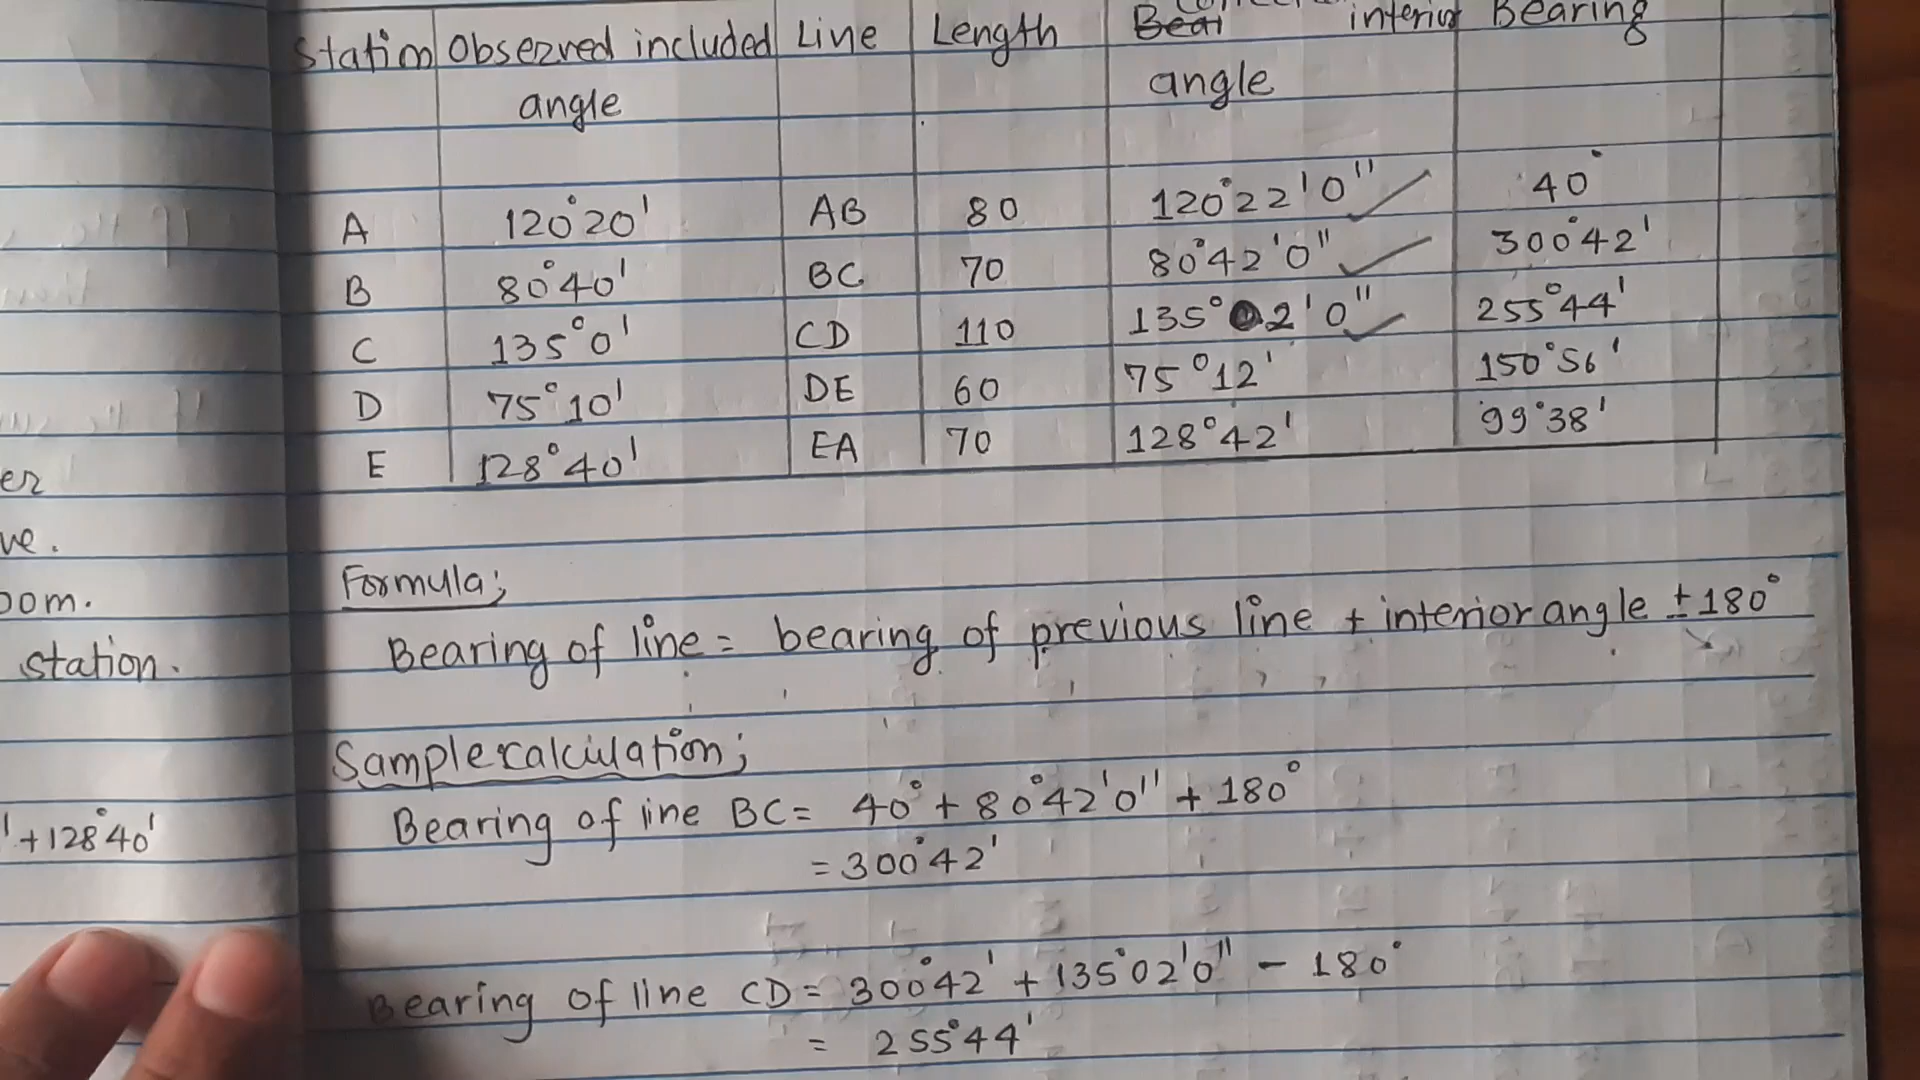 Station Observed included Line Length Beat interior Bearing
angle angle
A 120°20' AB 80 120°22'0" 40°
B 80°40' BC 70 80°42'0" 300°42'
C 135°0' CD 110 135°02'0" 255°44'
D 75°10' DE 60 75°12' 150°56'
E 128°40' EA 70 128°42' 99°38'
er
ve.
Formula;
oom.
Bearing of line = bearing of previous line + interior angle ± 180°
station.
Sample calculation;
Bearing of line BC = 40° + 80°42'0" + 180°
' + 128°40'
= 300°42'
Bearing of line CD = 300°42' + 135°02'0" - 180°
= 255°44'